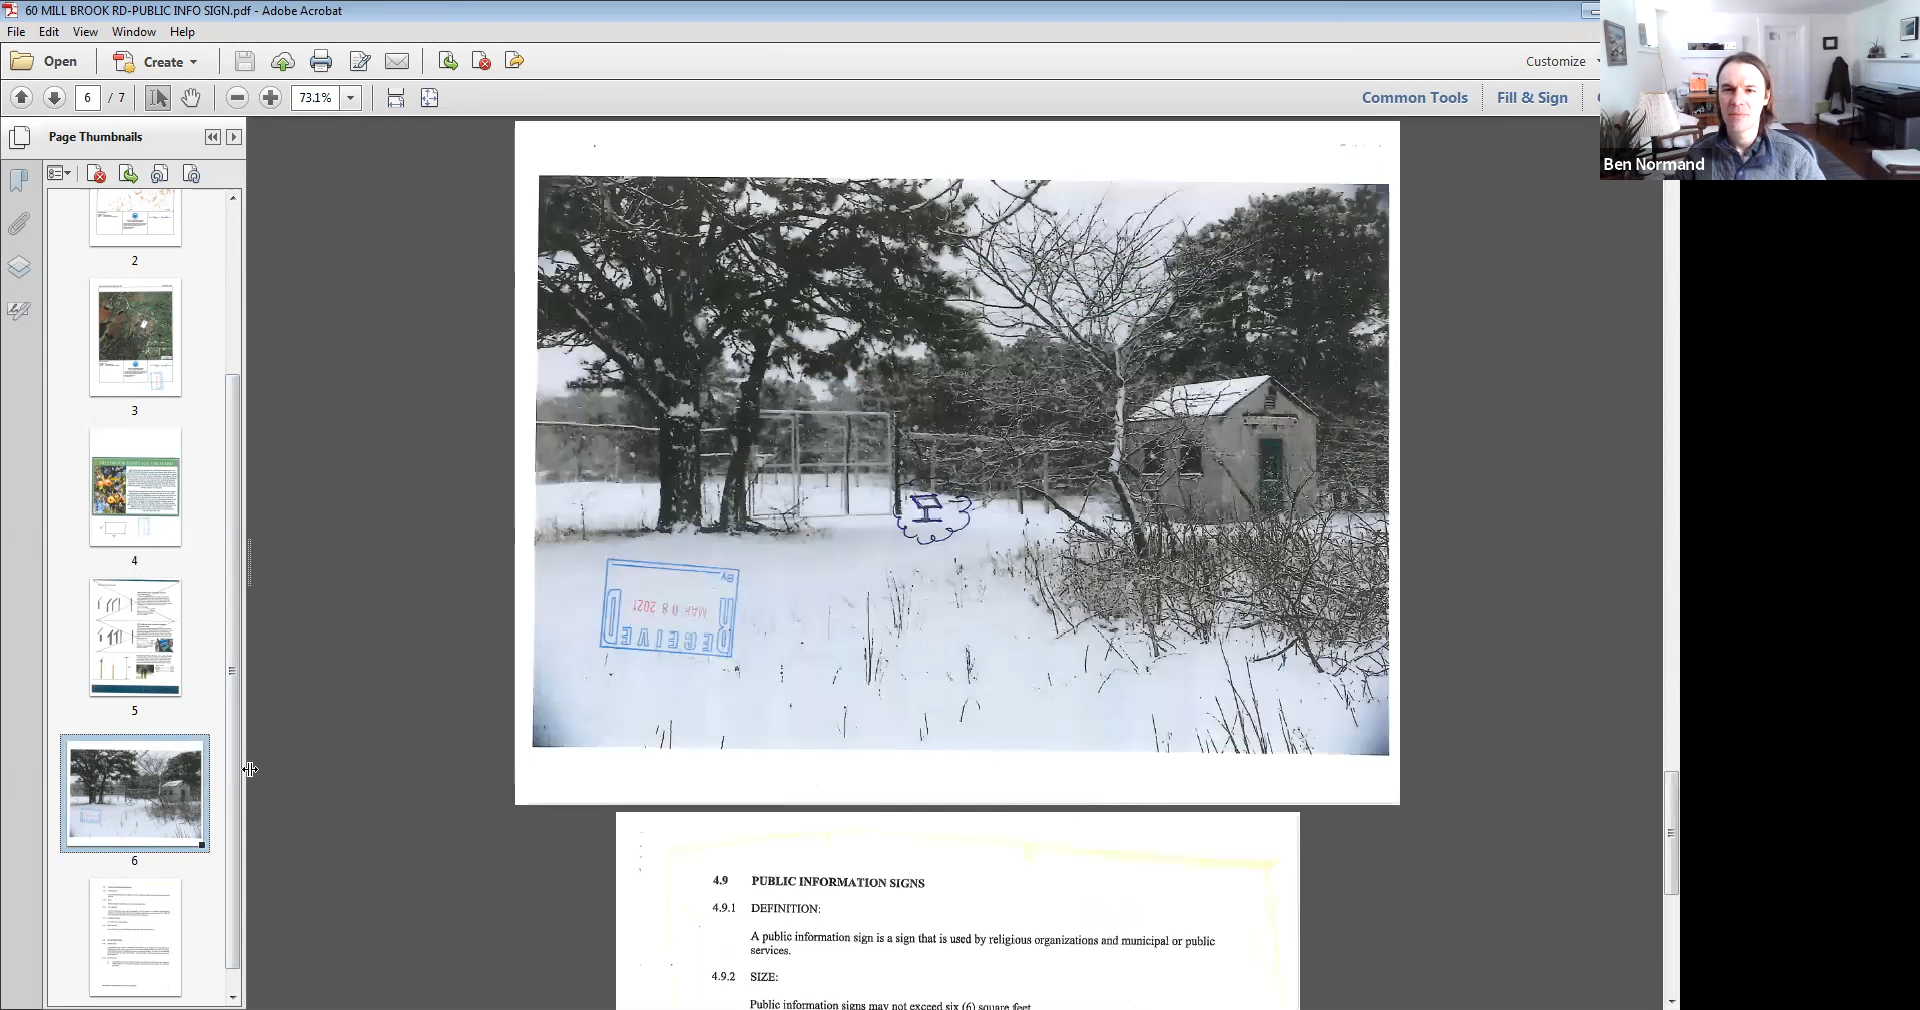 60 MILL BROOK RD-PUBLIC INFO SIGN.pdf - Adobe Acrobat
File Edit View Window Help
Open Create Customize
6 / 7 73.1% Common Tools Fill & Sign
Ben Normand
Page Thumbnails
2
3
4
5
6
By
RECEIVED
MAR 08 2021
4.9 PUBLIC INFORMATION SIGNS
4.9.1 DEFINITION:
A public information sign is a sign that is used by religious organizations and municipal or public
services.
4.9.2 SIZE:
Public information signs may not exceed six (6) square feet